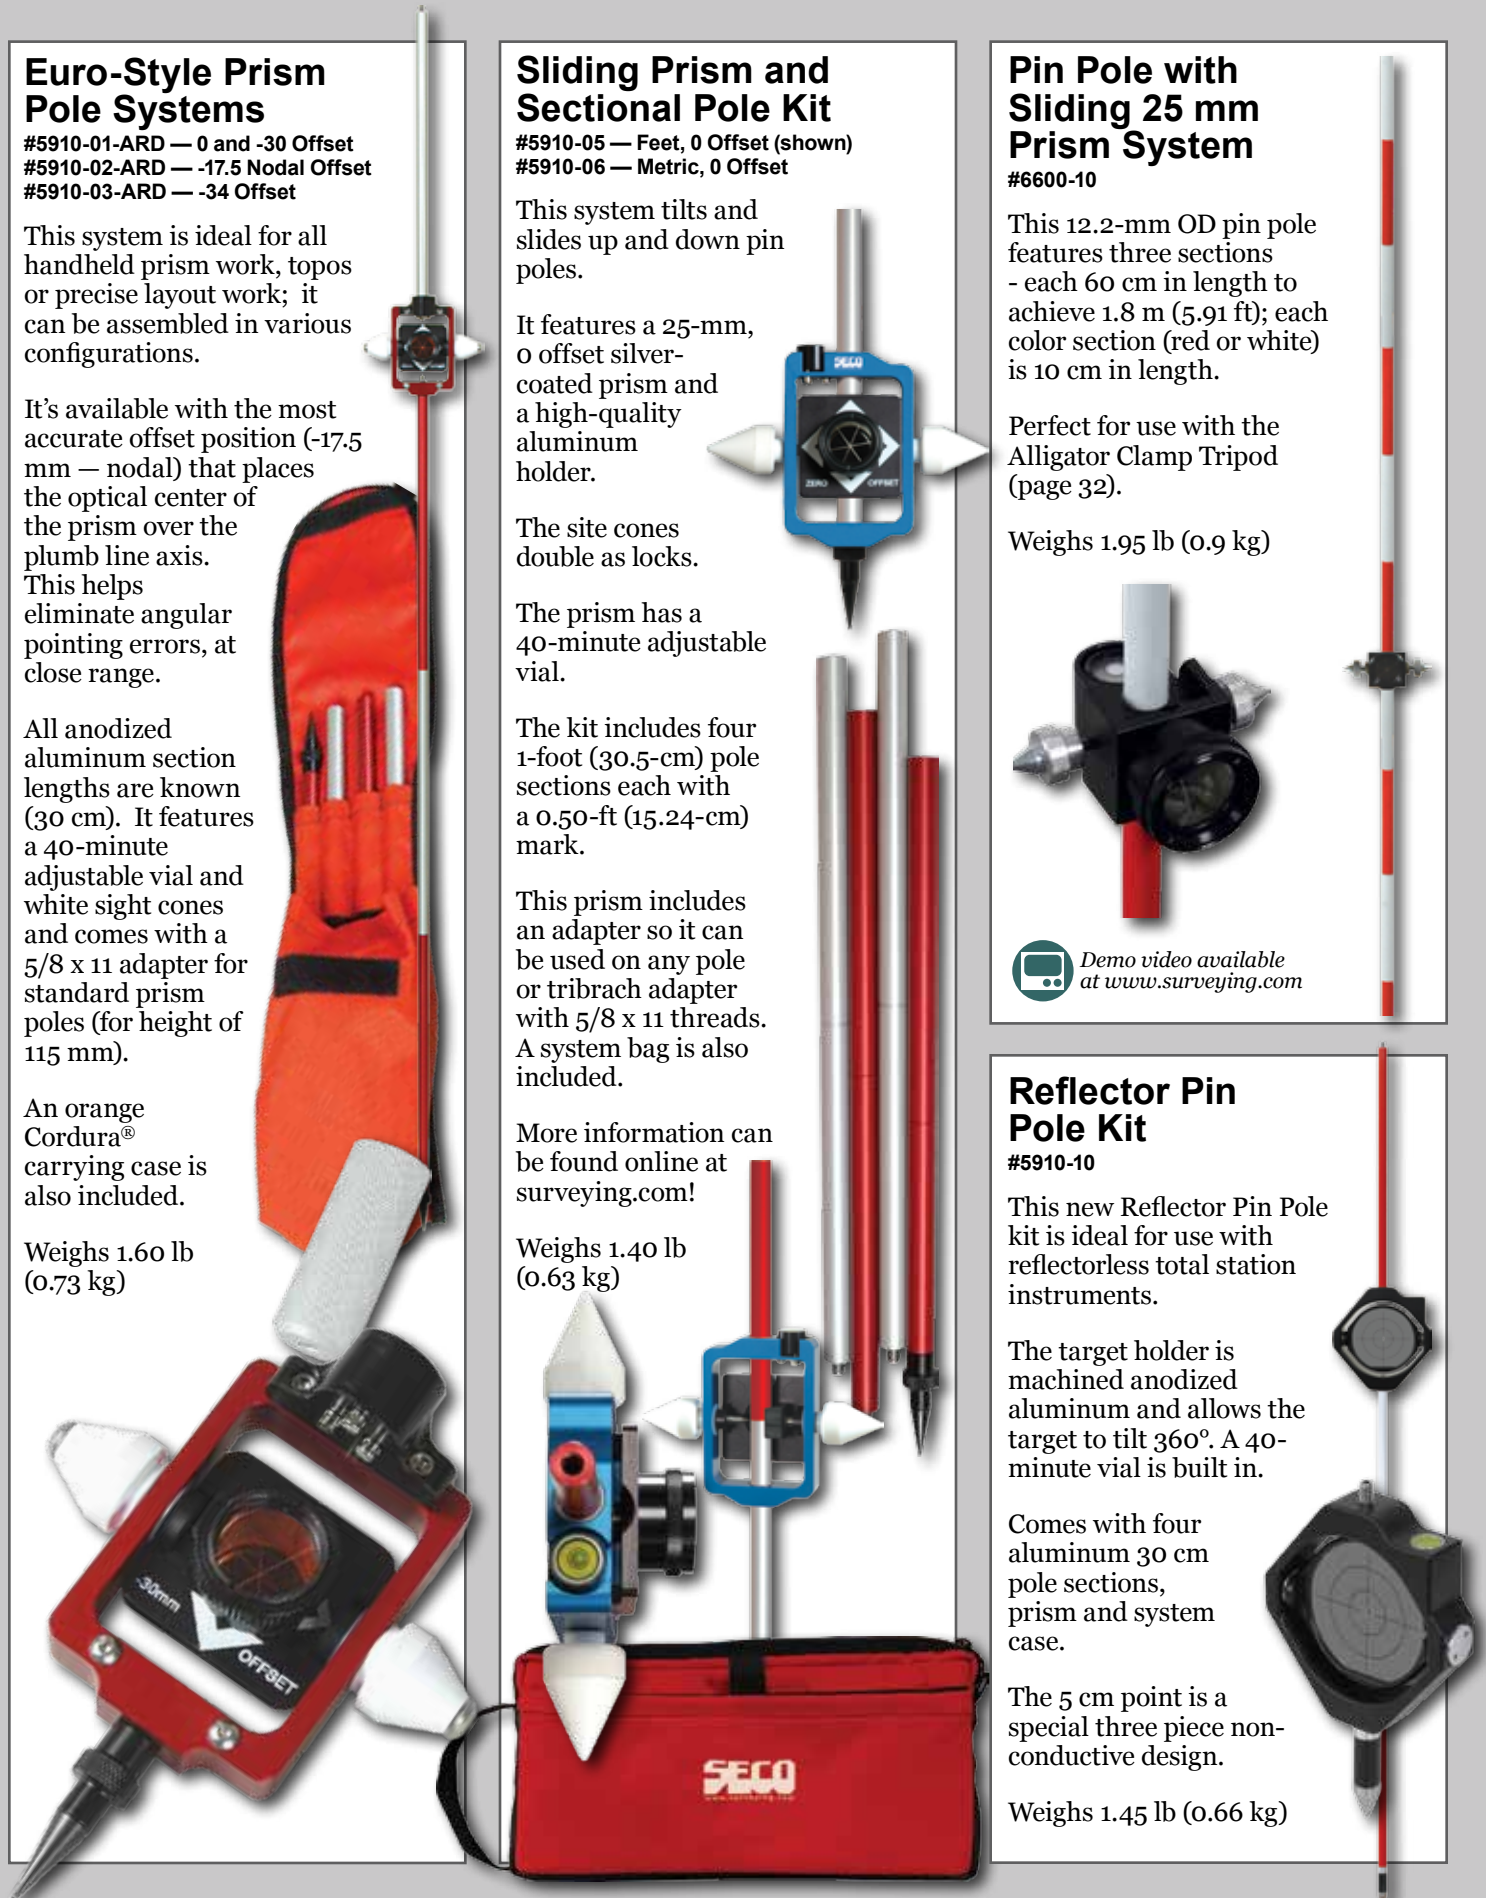 Euro-Style Prism
Pole Systems
#5910-01-ARD — 0 and -30 Offset
#5910-02-ARD — -17.5 Nodal Offset
#5910-03-ARD — -34 Offset
This system is ideal for all
handheld prism work, topos
or precise layout work;  it
can be assembled in various
configurations.
It's available with the most
accurate offset position (-17.5
mm — nodal) that places
the optical center of
the prism over the
plumb line axis.
This helps
eliminate angular
pointing errors, at
close range.
All anodized
aluminum section
lengths are known
(30 cm).  It features
a 40-minute
adjustable vial and
white sight cones
and comes with a
5/8 x 11 adapter for
standard prism
poles (for height of
115 mm).
An orange
Cordura®
carrying case is
also included.
Weighs 1.60 lb
(0.73 kg)
-30mm
OFFSET
Sliding Prism and
Sectional Pole Kit
#5910-05 — Feet, 0 Offset (shown)
#5910-06 — Metric, 0 Offset
This system tilts and
slides up and down pin
poles.
It features a 25-mm,
0 offset silver-
coated prism and
a high-quality
aluminum
holder.
The site cones
double as locks.
The prism has a
40-minute adjustable
vial.
The kit includes four
1-foot (30.5-cm) pole
sections each with
a 0.50-ft (15.24-cm)
mark.
This prism includes
an adapter so it can
be used on any pole
or tribrach adapter
with 5/8 x 11 threads.
A system bag is also
included.
More information can
be found online at
surveying.com!
Weighs 1.40 lb
(0.63 kg)
SECO
ZERO OFFSET
SECO
www.surveying.com
Pin Pole with
Sliding 25 mm
Prism System
#6600-10
This 12.2-mm OD pin pole
features three sections
- each 60 cm in length to
achieve 1.8 m (5.91 ft); each
color section (red or white)
is 10 cm in length.
Perfect for use with the
Alligator Clamp Tripod
(page 32).
Weighs 1.95 lb (0.9 kg)
Demo video available
at www.surveying.com
Reflector Pin
Pole Kit
#5910-10
This new Reflector Pin Pole
kit is ideal for use with
reflectorless total station
instruments.
The target holder is
machined anodized
aluminum and allows the
target to tilt 360°. A 40-
minute vial is built in.
Comes with four
aluminum 30 cm
pole sections,
prism and system
case.
The 5 cm point is a
special three piece non-
conductive design.
Weighs 1.45 lb (0.66 kg)